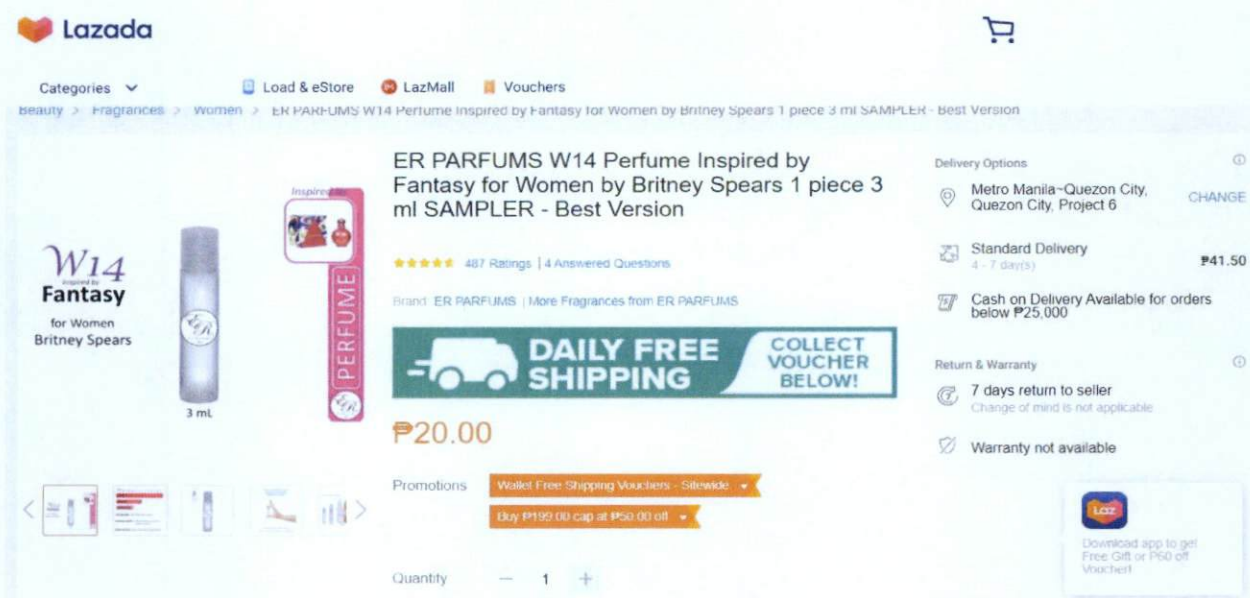 Lazada
Categories
Load & eStore
LazMall
Vouchers
Beauty > Fragrances > Women > ER PARFUMS W14 Perfume Inspired by Fantasy for Women by Britney Spears 1 piece 3 ml SAMPLER - Best Version
W14
Inspired by
Fantasy
for Women
Britney Spears
3 mL
Inspired by
PERFUME
ER
ER PARFUMS W14 Perfume Inspired by
Fantasy for Women by Britney Spears 1 piece 3
ml SAMPLER - Best Version
487 Ratings | 4 Answered Questions
Brand: ER PARFUMS | More Fragrances from ER PARFUMS
DAILY FREE
SHIPPING
COLLECT
VOUCHER
BELOW!
₱20.00
Promotions
Wallet Free Shipping Vouchers - Sitewide
Buy ₱199.00 cap at ₱50.00 off
Quantity
1
Delivery Options
Metro Manila~Quezon City,
Quezon City, Project 6
CHANGE
Standard Delivery
4 - 7 day(s)
₱41.50
Cash on Delivery Available for orders
below ₱25,000
Return & Warranty
7 days return to seller
Change of mind is not applicable
Warranty not available
Laz
Download app to get
Free Gift or P50 off
Voucher!